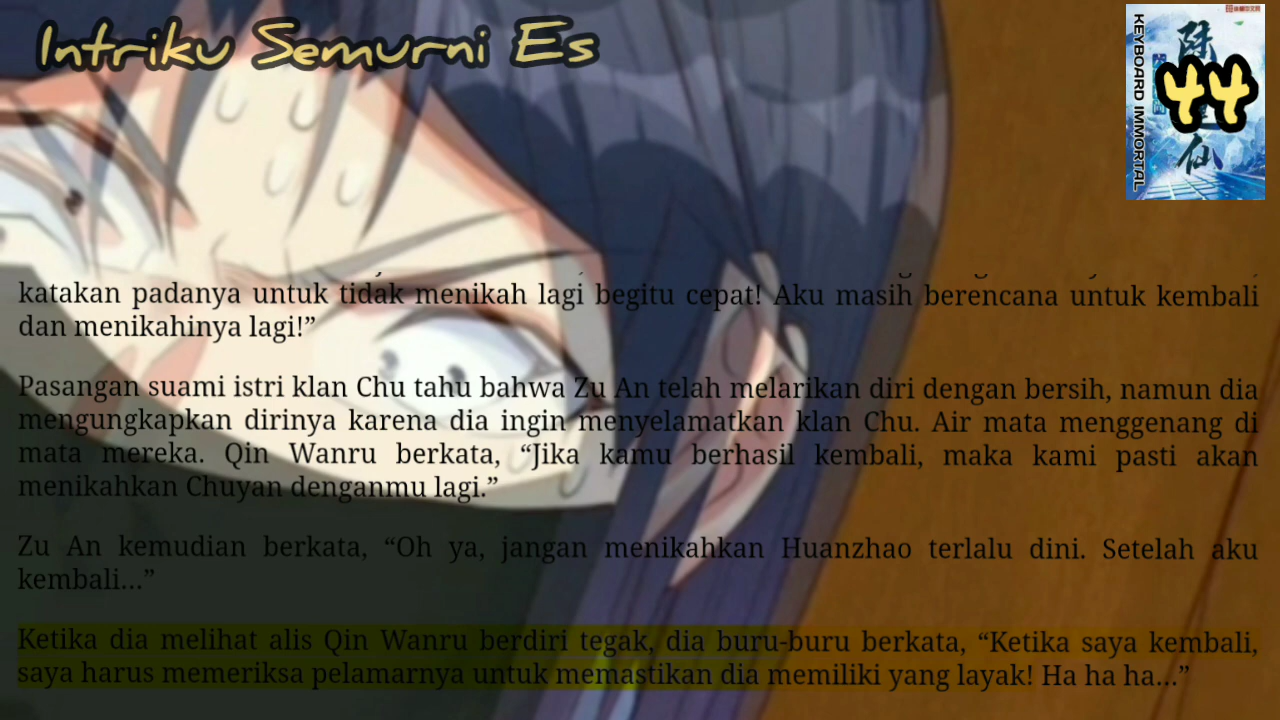 Intriku Semurni Es
KEYBOARD IMMORTAL
44
仙
katakan padanya untuk tidak menikah lagi begitu cepat! Aku masih berencana untuk kembali
dan menikahinya lagi!”
Pasangan suami istri klan Chu tahu bahwa Zu An telah melarikan diri dengan bersih, namun dia
mengungkapkan dirinya karena dia ingin menyelamatkan klan Chu. Air mata menggenang di
mata mereka. Qin Wanru berkata, “Jika kamu berhasil kembali, maka kami pasti akan
menikahkan Chuyan denganmu lagi.”
Zu An kemudian berkata, “Oh ya, jangan menikahkan Huanzhao terlalu dini. Setelah aku
kembali...”
Ketika dia melihat alis Qin Wanru berdiri tegak, dia buru-buru berkata, “Ketika saya kembali,
saya harus memeriksa pelamarnya untuk memastikan dia memiliki yang layak! Ha ha ha...”